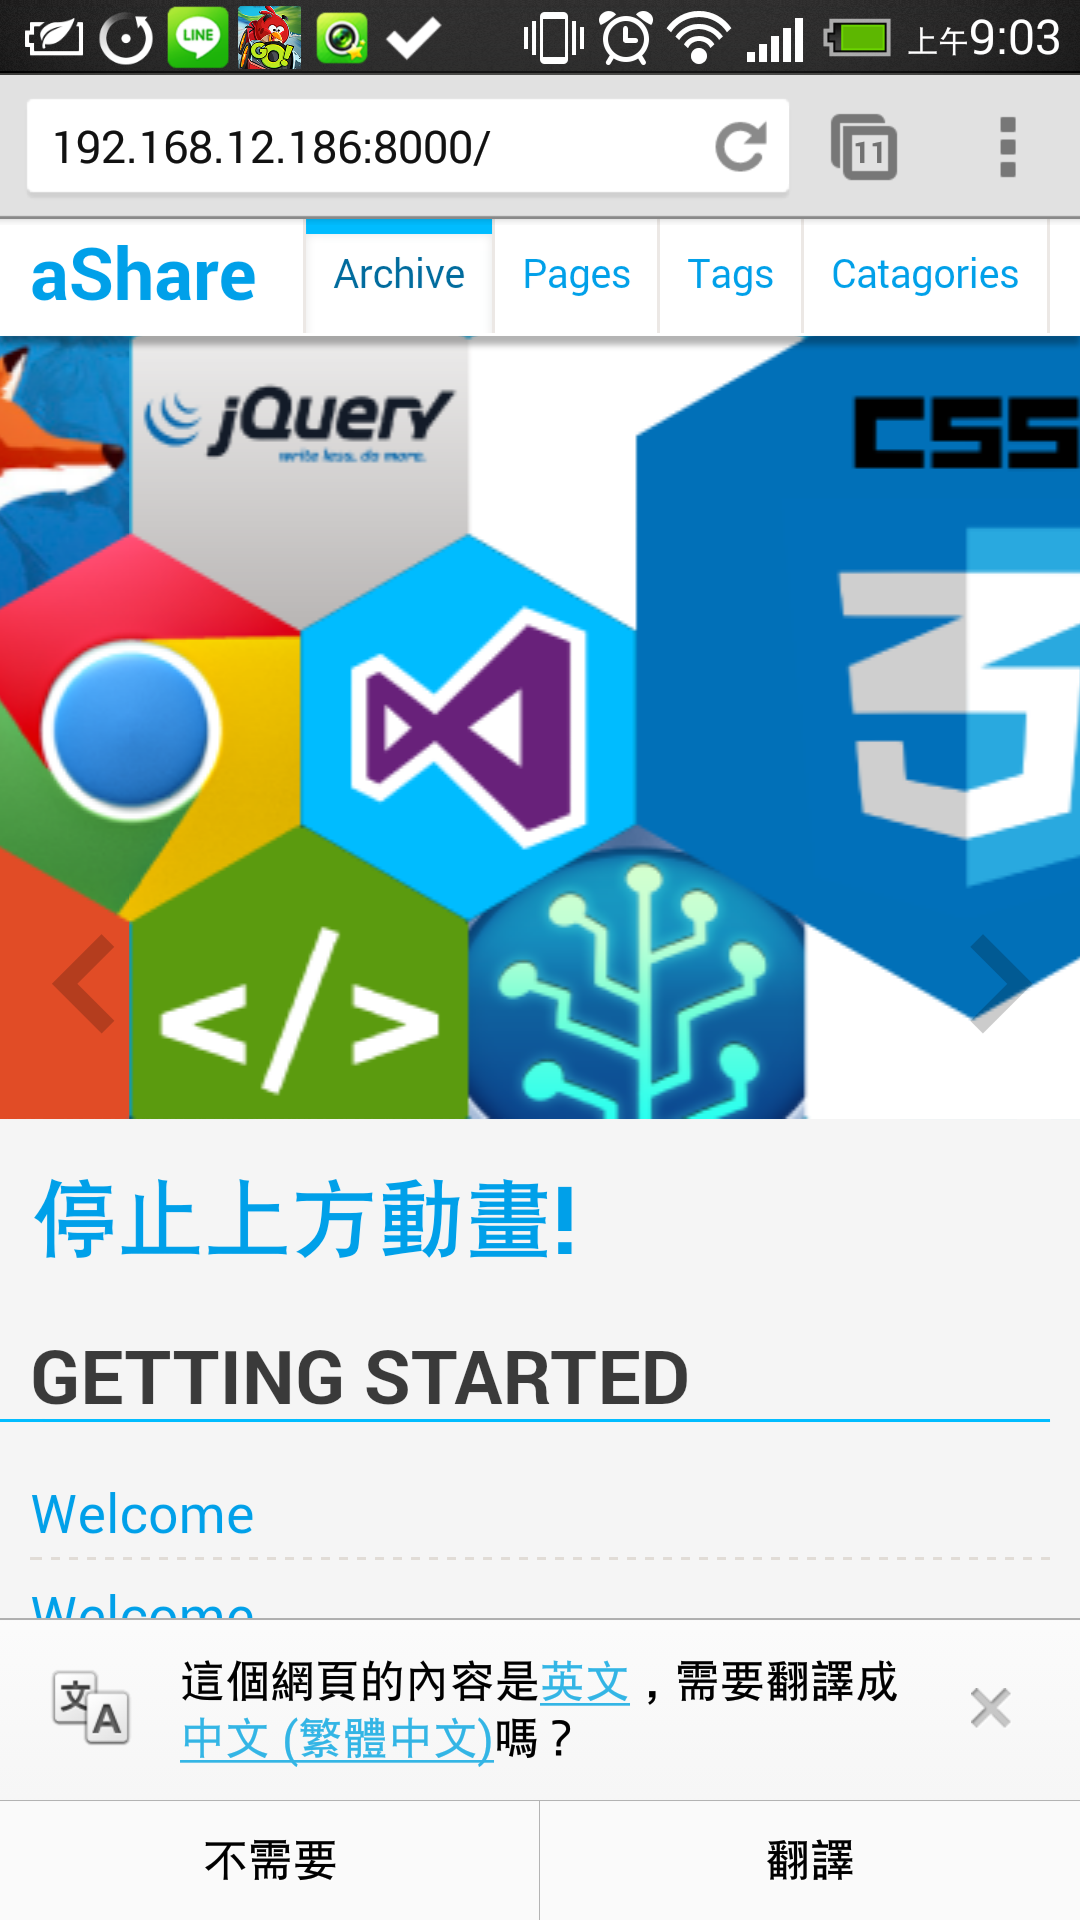 LINE
GO!
上午9:03
192.168.12.186:8000/
11
aShare
Archive
Pages
Tags
Catagories
jQuery
write less. do more.
CSS
3
</>
停止上方動畫!
GETTING STARTED
Welcome
Welcome
文A
這個網頁的內容是英文，需要翻譯成
中文 (繁體中文)嗎？
不需要
翻譯